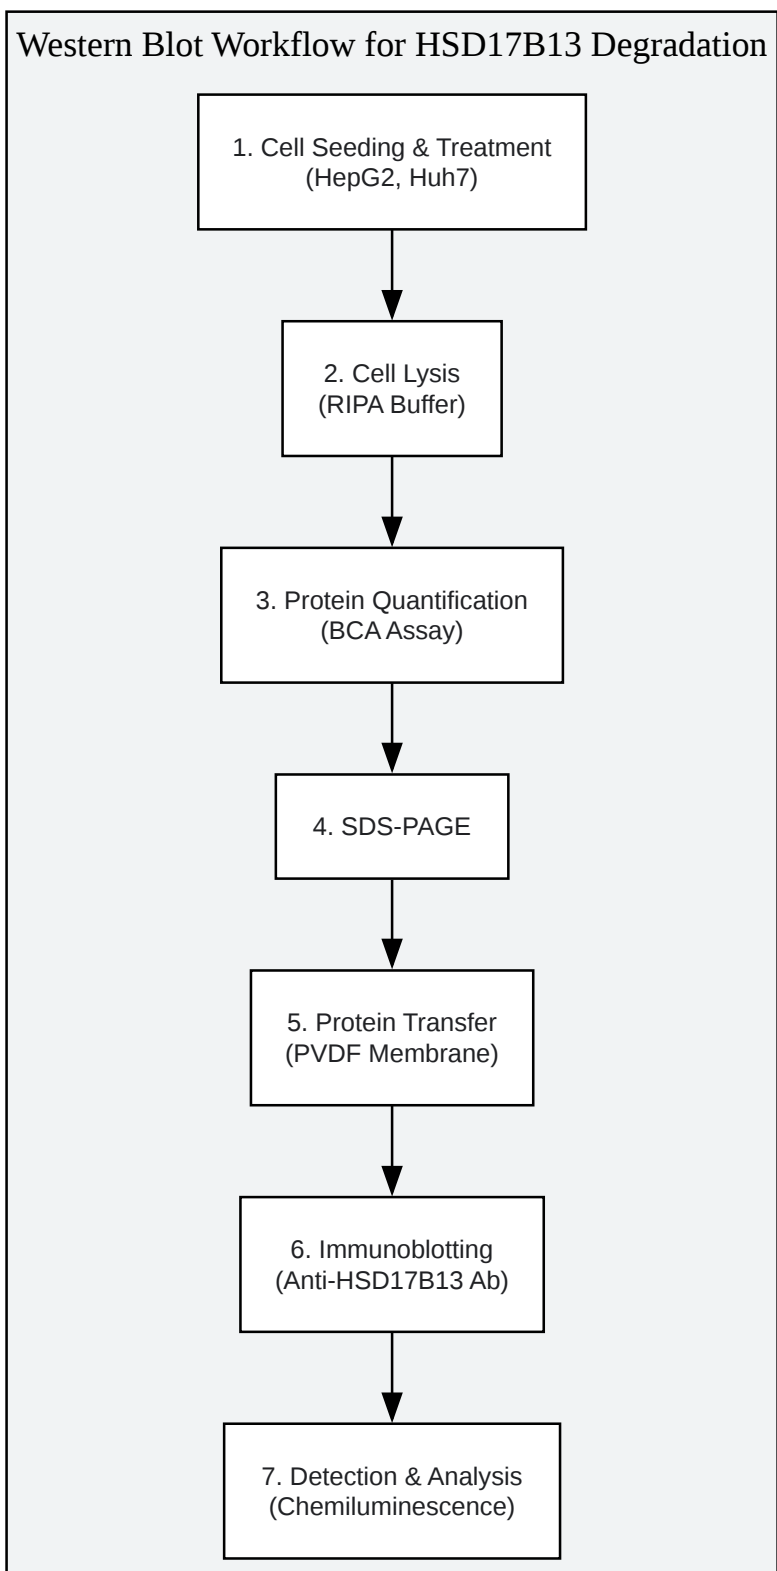 Western Blot Workflow for HSD17B13 Degradation
1. Cell Seeding & Treatment
(HepG2, Huh7)
2. Cell Lysis
(RIPA Buffer)
3. Protein Quantification
(BCA Assay)
4. SDS-PAGE
5. Protein Transfer
(PVDF Membrane)
6. Immunoblotting
(Anti-HSD17B13 Ab)
7. Detection & Analysis
(Chemiluminescence)